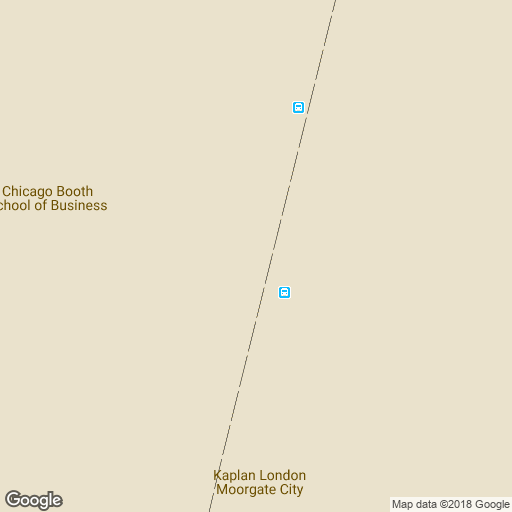 Chicago Booth
chool of Business
Kaplan London
Moorgate City
Google
Map data ©2018 Google